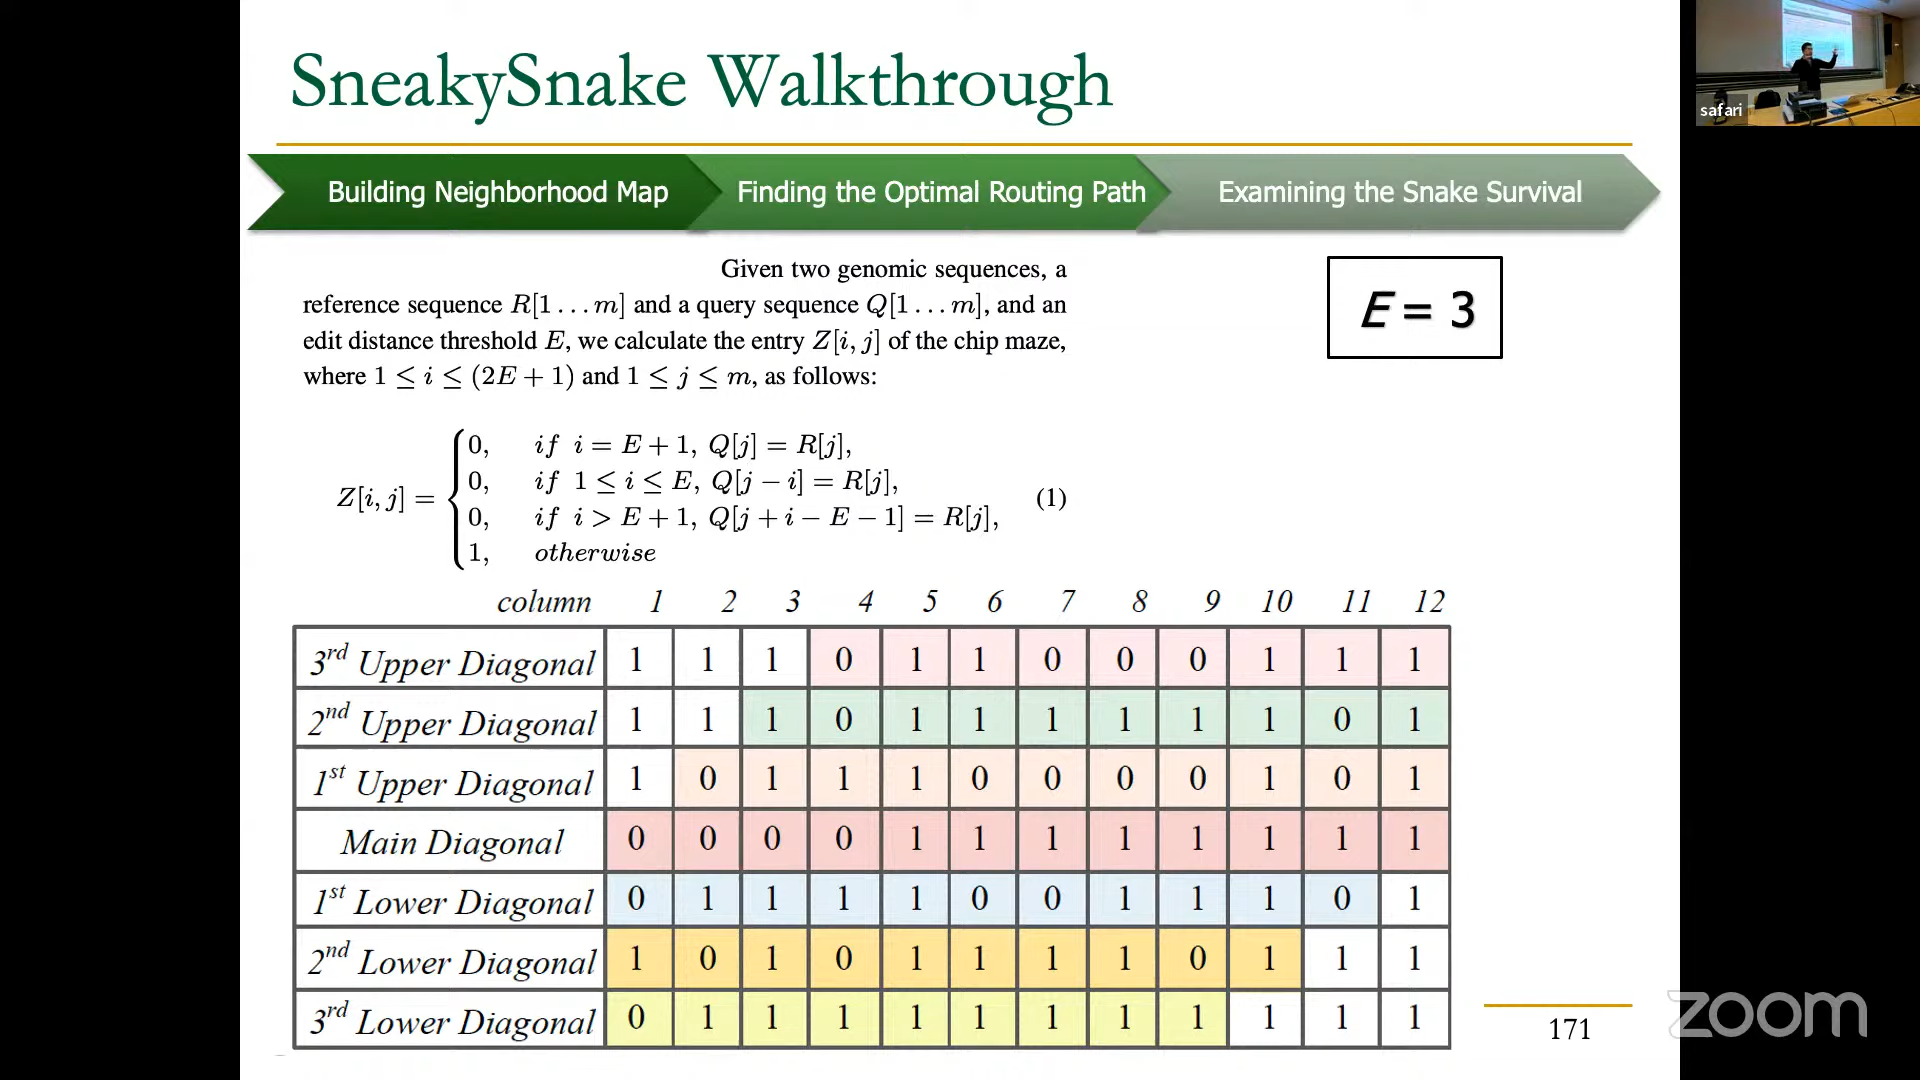 SneakySnake Walkthrough
safari
Building Neighborhood Map Finding the Optimal Routing Path Examining the Snake Survival
Given two genomic sequences, a
reference sequence R[1 . . . m] and a query sequence Q[1 . . . m], and an
edit distance threshold E, we calculate the entry Z[i, j] of the chip maze,
where 1 ≤ i ≤ (2E + 1) and 1 ≤ j ≤ m, as follows:
E = 3
0, if i = E + 1, Q[j] = R[j],
0, if 1 ≤ i ≤ E, Q[j − i] = R[j],
Z[i, j] = { (1)
0, if i > E + 1, Q[j + i − E − 1] = R[j],
1, otherwise
column 1 2 3 4 5 6 7 8 9 10 11 12
3rd Upper Diagonal 1 1 1 0 1 1 0 0 0 1 1 1
2nd Upper Diagonal 1 1 1 0 1 1 1 1 1 1 0 1
1st Upper Diagonal 1 0 1 1 1 0 0 0 0 1 0 1
Main Diagonal 0 0 0 0 1 1 1 1 1 1 1 1
1st Lower Diagonal 0 1 1 1 1 0 0 1 1 1 0 1
2nd Lower Diagonal 1 0 1 0 1 1 1 1 0 1 1 1
3rd Lower Diagonal 0 1 1 1 1 1 1 1 1 1 1 1
171
zoom